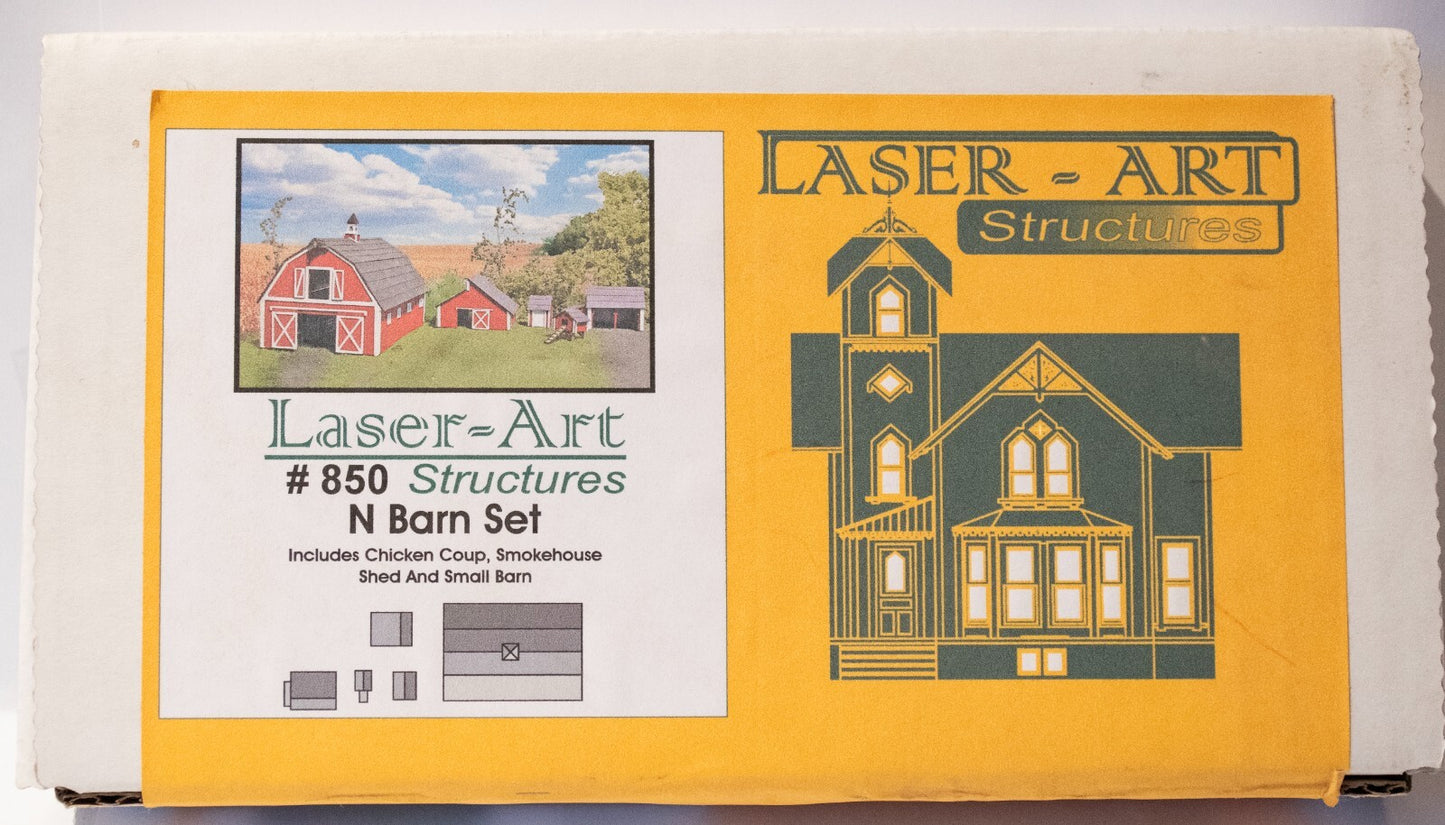 Laser-Art
# 850 Structures
N Barn Set
Includes Chicken Coup, Smokehouse
Shed And Small Barn
LASER - ART
Structures